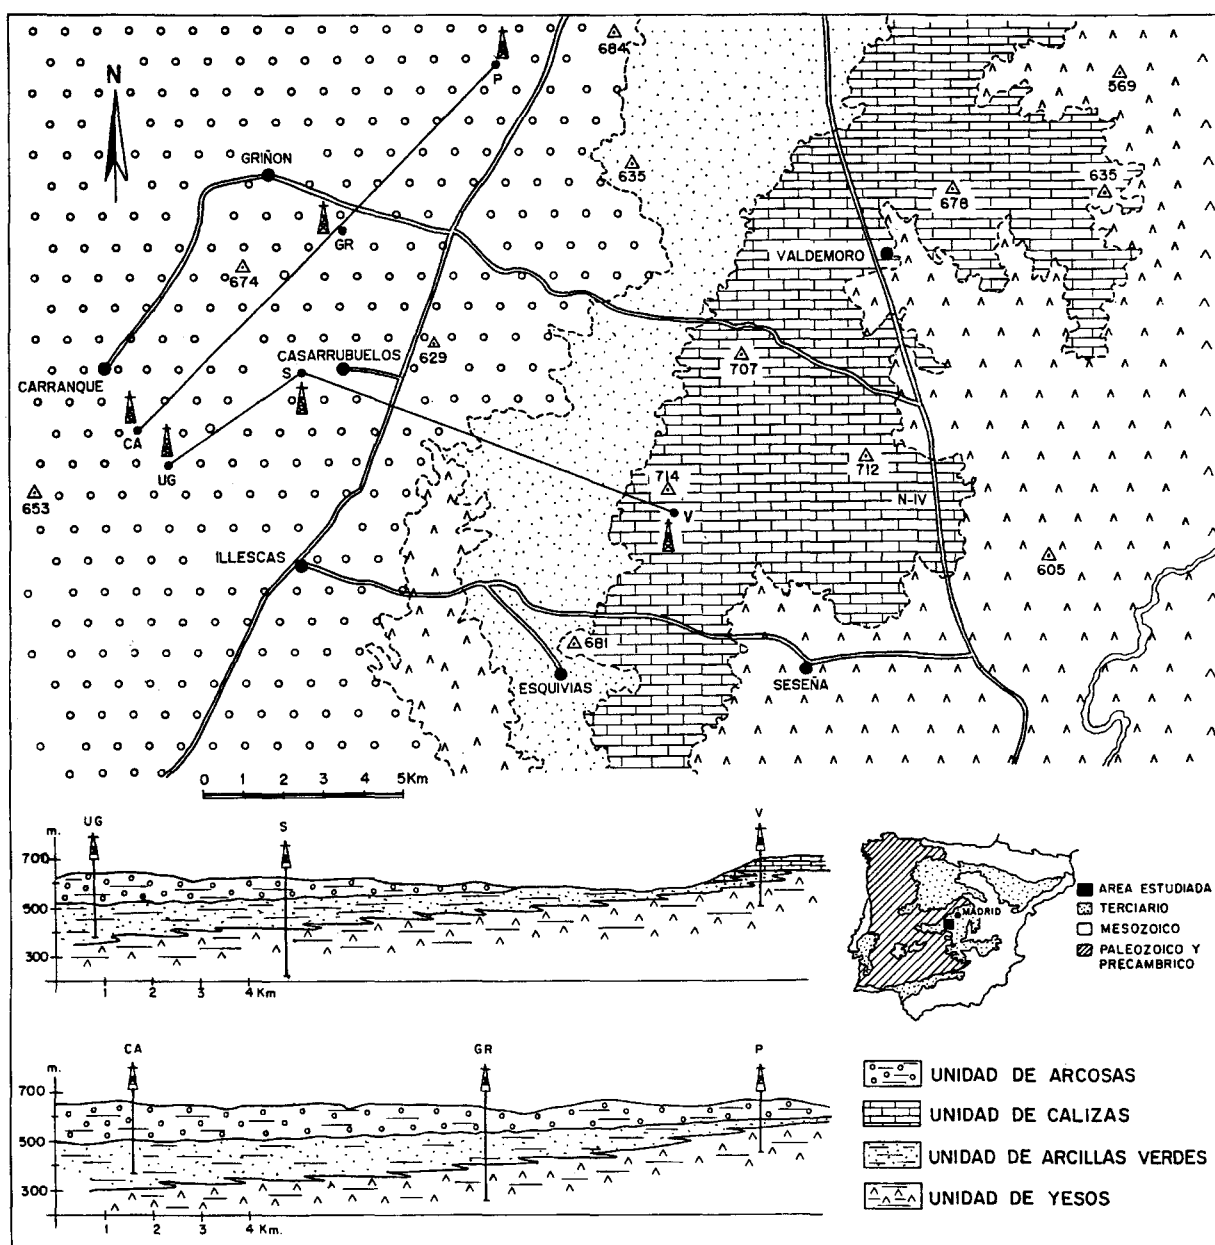 684
P
569
N
GRIÑON
635
635
678
GR
VALDEMORO
674
629
CASARRUBUELOS
707
CARRANQUE
S
CA
UG
714
712
653
V
N-IV
ILLESCAS
605
681
ESQUIVIAS
SESEÑA
0 1 2 3 4 5Km
UG S V
m.
700
500
300
1 2 3 4 Km
MADRID
AREA ESTUDIADA
TERCIARIO
MESOZOICO
PALEOZOICO Y
PRECAMBRICO
CA GR P
m.
700
500
300
1 2 3 4 Km.
UNIDAD DE ARCOSAS
UNIDAD DE CALIZAS
UNIDAD DE ARCILLAS VERDES
UNIDAD DE YESOS